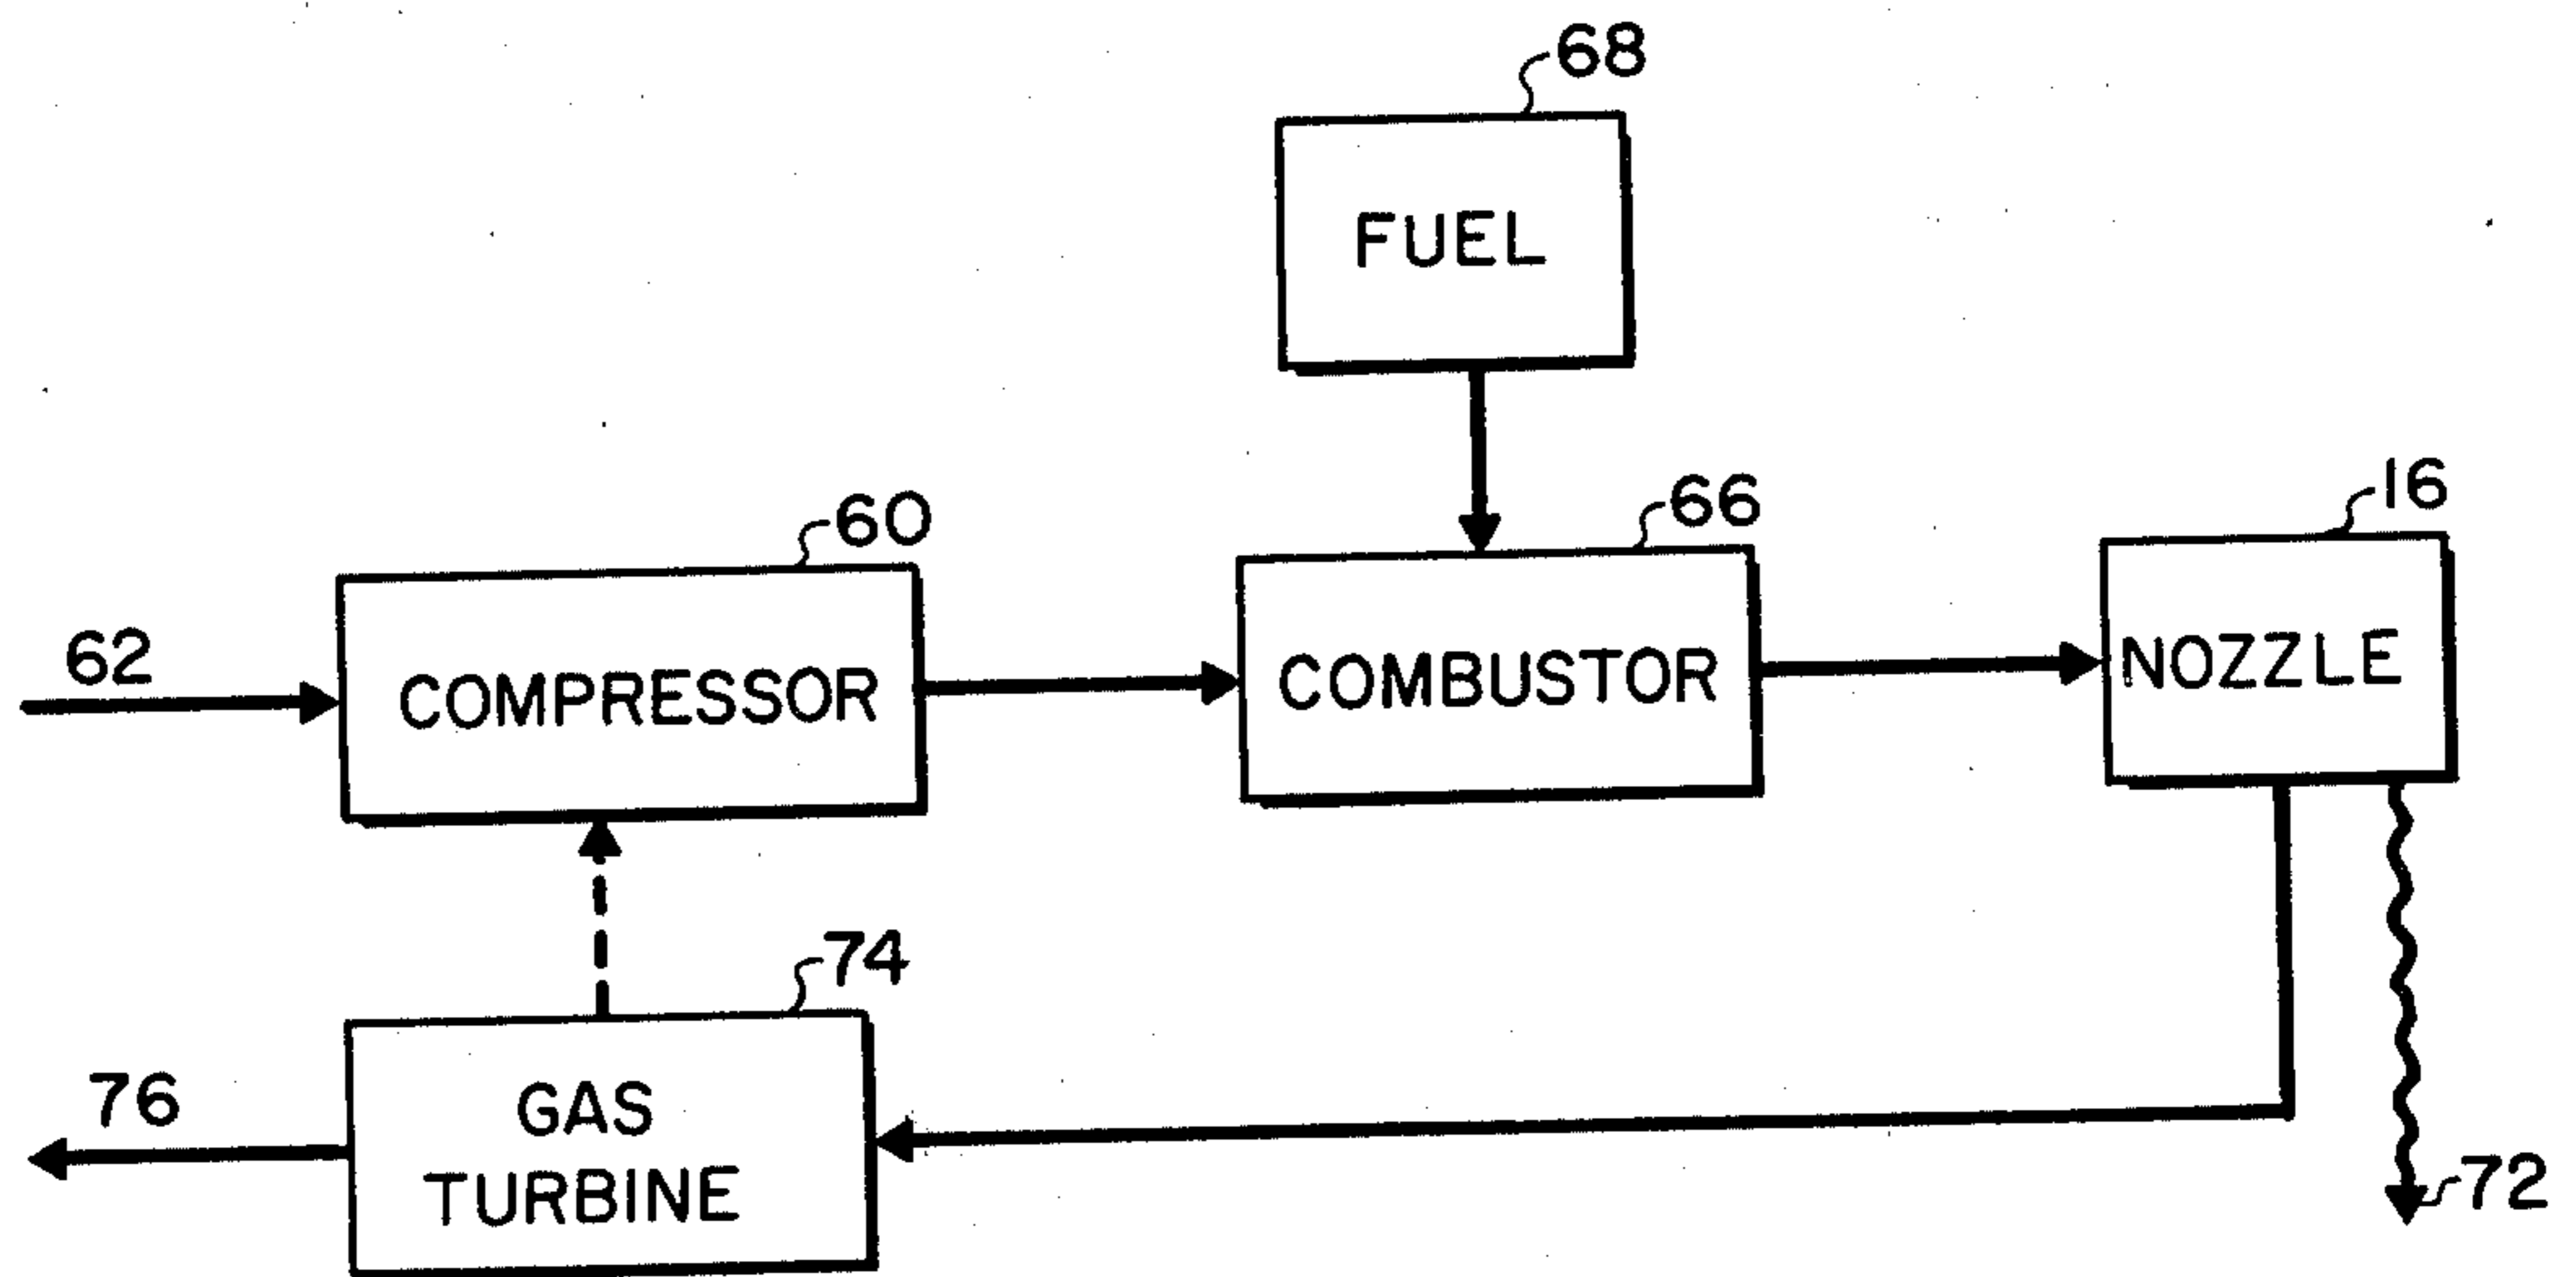 68
FUEL
60
66
16
62
COMPRESSOR
COMBUSTOR
NOZZLE
74
76
GAS
TURBINE
72